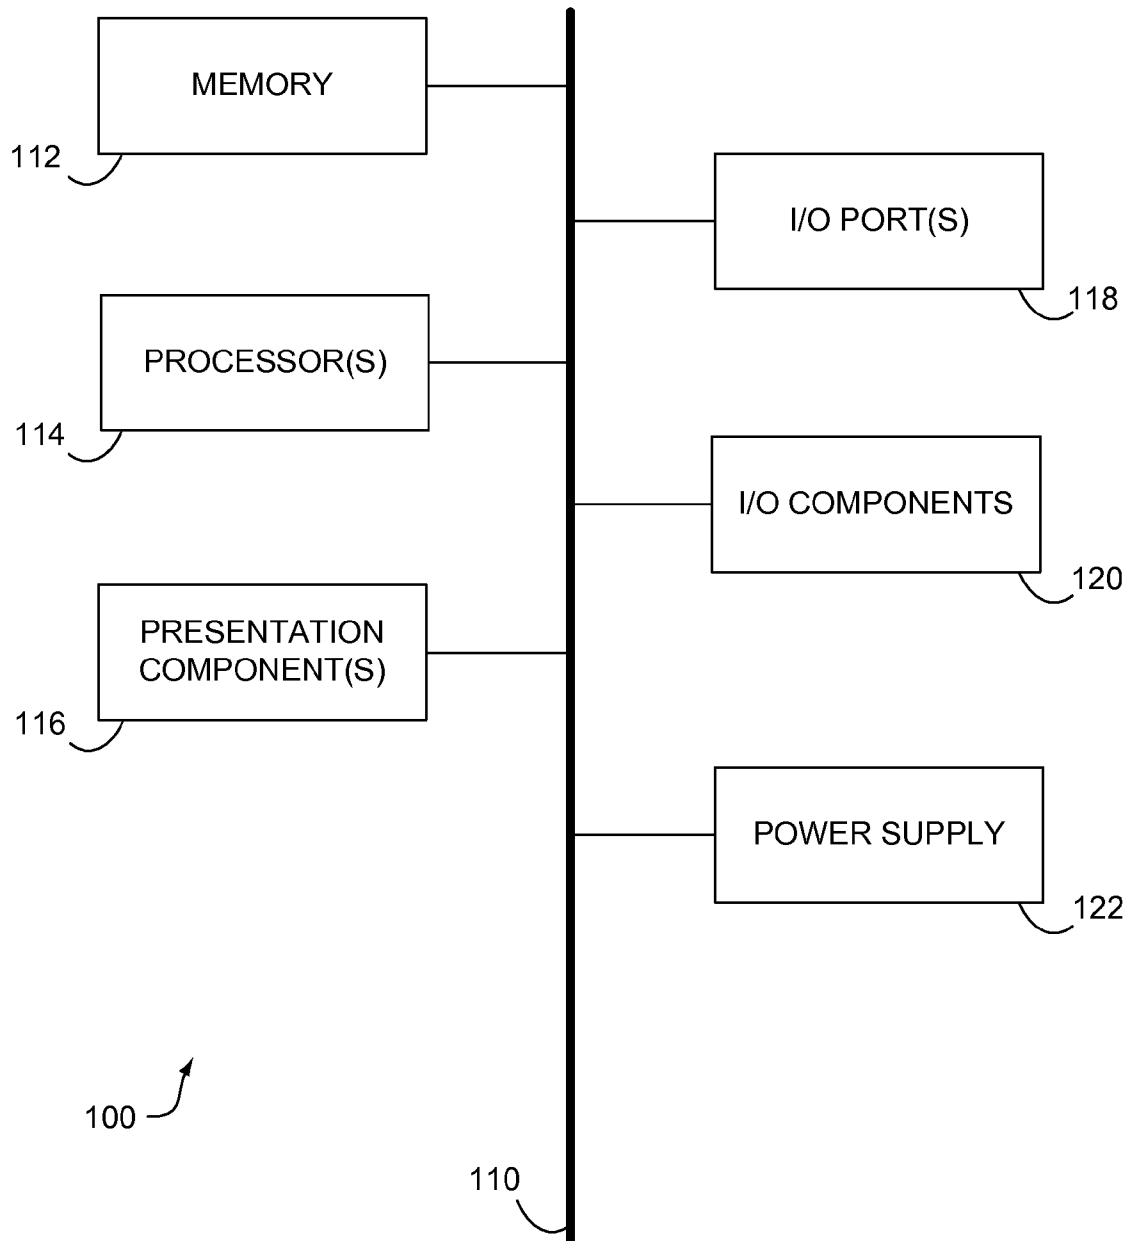 MEMORY
112
I/O PORT(S)
118
PROCESSOR(S)
114
I/O COMPONENTS
120
PRESENTATION
COMPONENT(S)
116
POWER SUPPLY
122
100
110